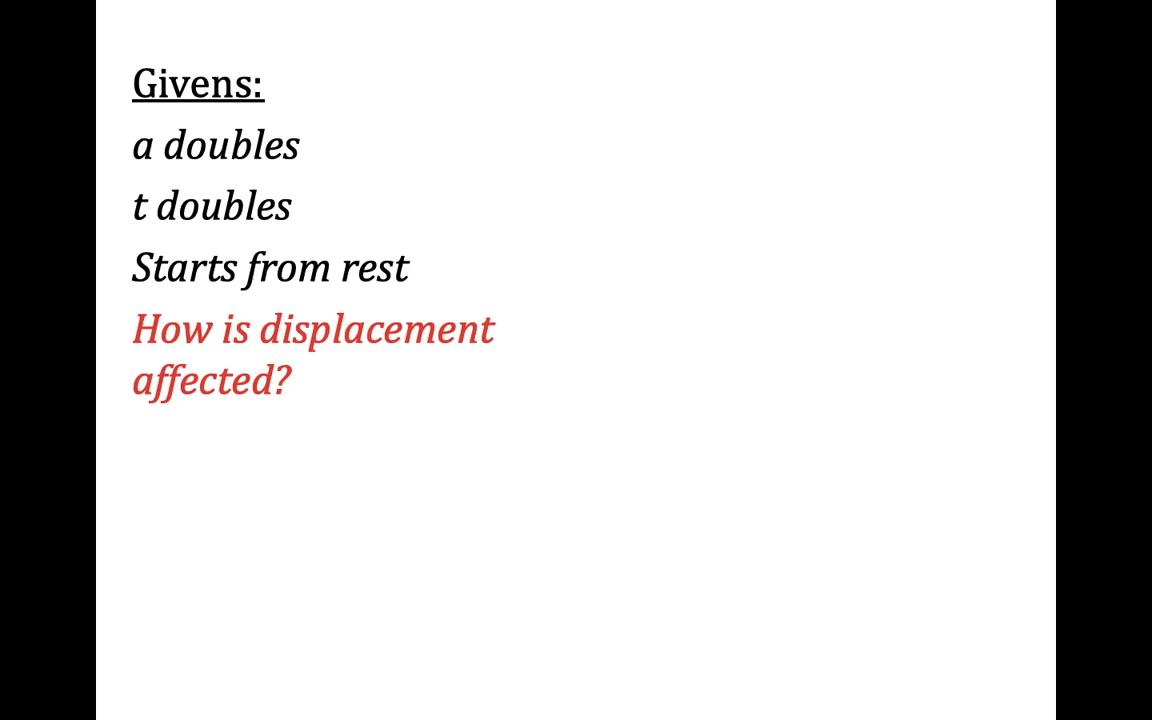 Givens:
a doubles
t doubles
Starts from rest
How is displacement
affected?